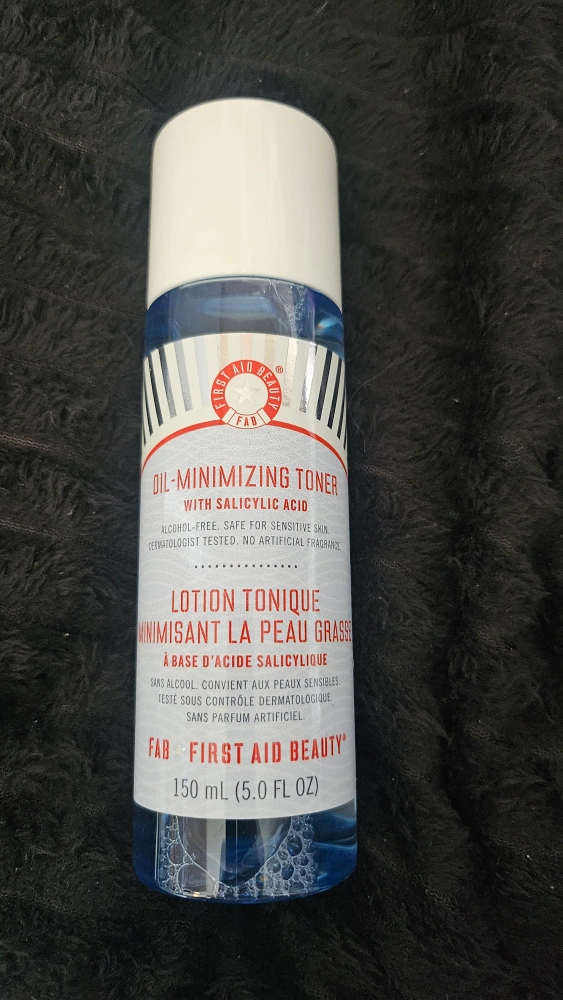 FIRST AID BEAUTY®
FAB
OIL-MINIMIZING TONER
WITH SALICYLIC ACID
ALCOHOL-FREE. SAFE FOR SENSITIVE SKIN.
DERMATOLOGIST TESTED. NO ARTIFICIAL FRAGRANCE.
LOTION TONIQUE
MINIMISANT LA PEAU GRASSE
À BASE D'ACIDE SALICYLIQUE
SANS ALCOOL. CONVIENT AUX PEAUX SENSIBLES.
TESTÉ SOUS CONTRÔLE DERMATOLOGIQUE.
SANS PARFUM ARTIFICIEL.
FAB FIRST AID BEAUTY®
150 mL (5.0 FL OZ)